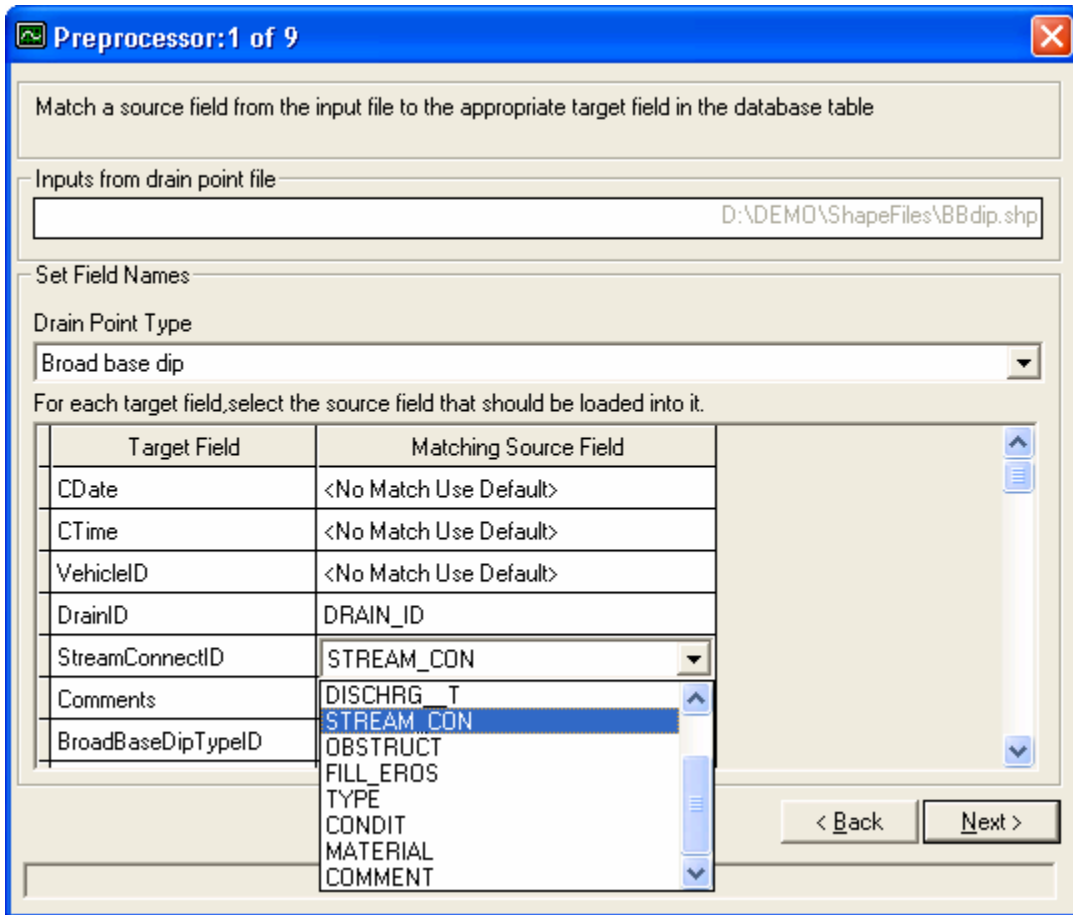 Preprocessor:1 of 9
Match a source field from the input file to the appropriate target field in the database table
Inputs from drain point file
D:\DEMO\ShapeFiles\BBdip.shp
Set Field Names
Drain Point Type
Broad base dip
For each target field,select the source field that should be loaded into it.
Target Field Matching Source Field
CDate <No Match Use Default>
CTime <No Match Use Default>
VehicleID <No Match Use Default>
DrainID DRAIN_ID
StreamConnectID STREAM_CON
Comments DISCHRG__T
STREAM_CON
BroadBaseDipTypeID OBSTRUCT
FILL_EROS
TYPE
CONDIT
MATERIAL
COMMENT
< Back Next >